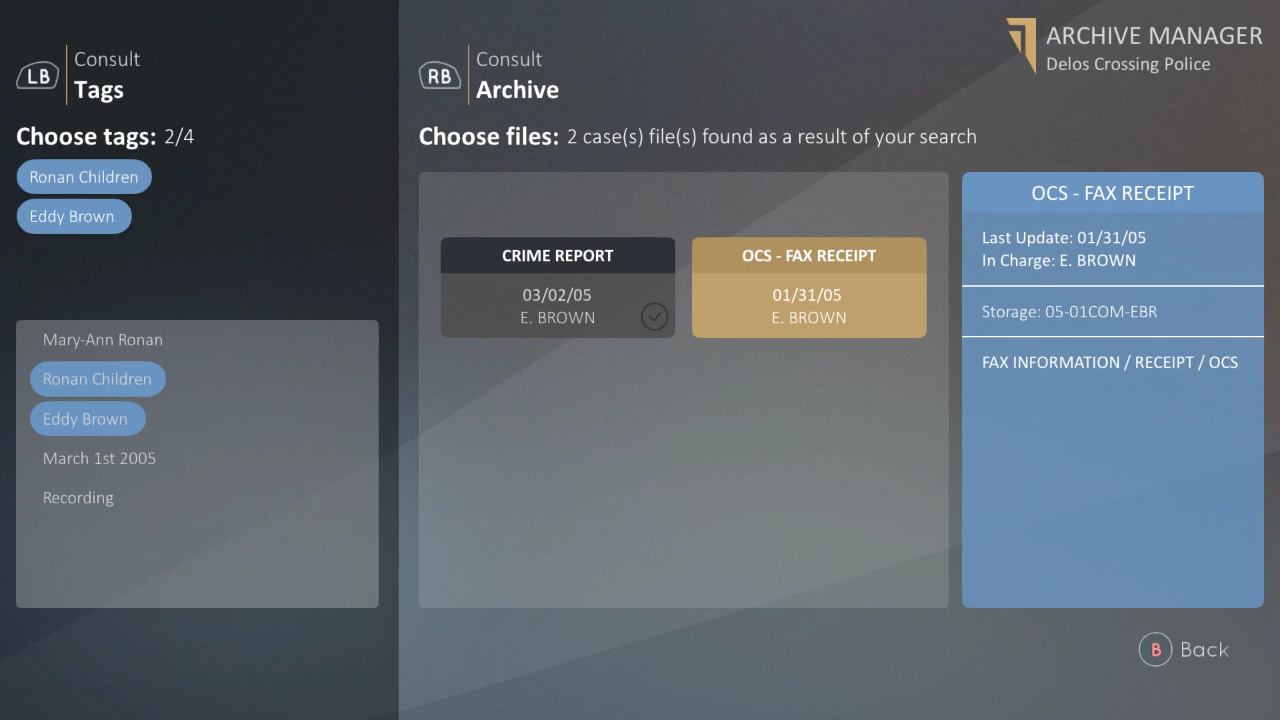 LB
Consult
Tags
Choose tags: 2/4
Ronan Children
Eddy Brown
Mary-Ann Ronan
Ronan Children
Eddy Brown
March 1st 2005
Recording
RB
Consult
Archive
Choose files: 2 case(s) file(s) found as a result of your search
CRIME REPORT
03/02/05
E. BROWN
OCS - FAX RECEIPT
01/31/05
E. BROWN
ARCHIVE MANAGER
Delos Crossing Police
OCS - FAX RECEIPT
Last Update: 01/31/05
In Charge: E. BROWN
Storage: 05-01COM-EBR
FAX INFORMATION / RECEIPT / OCS
B Back